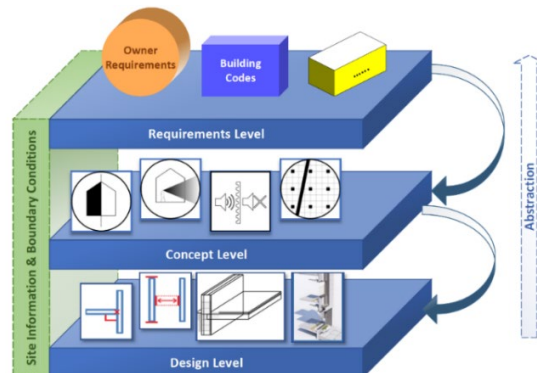 Owner
Requirements
Building
Codes
......
Requirements Level
Concept Level
Design Level
Site Information & Boundary Conditions
Abstraction